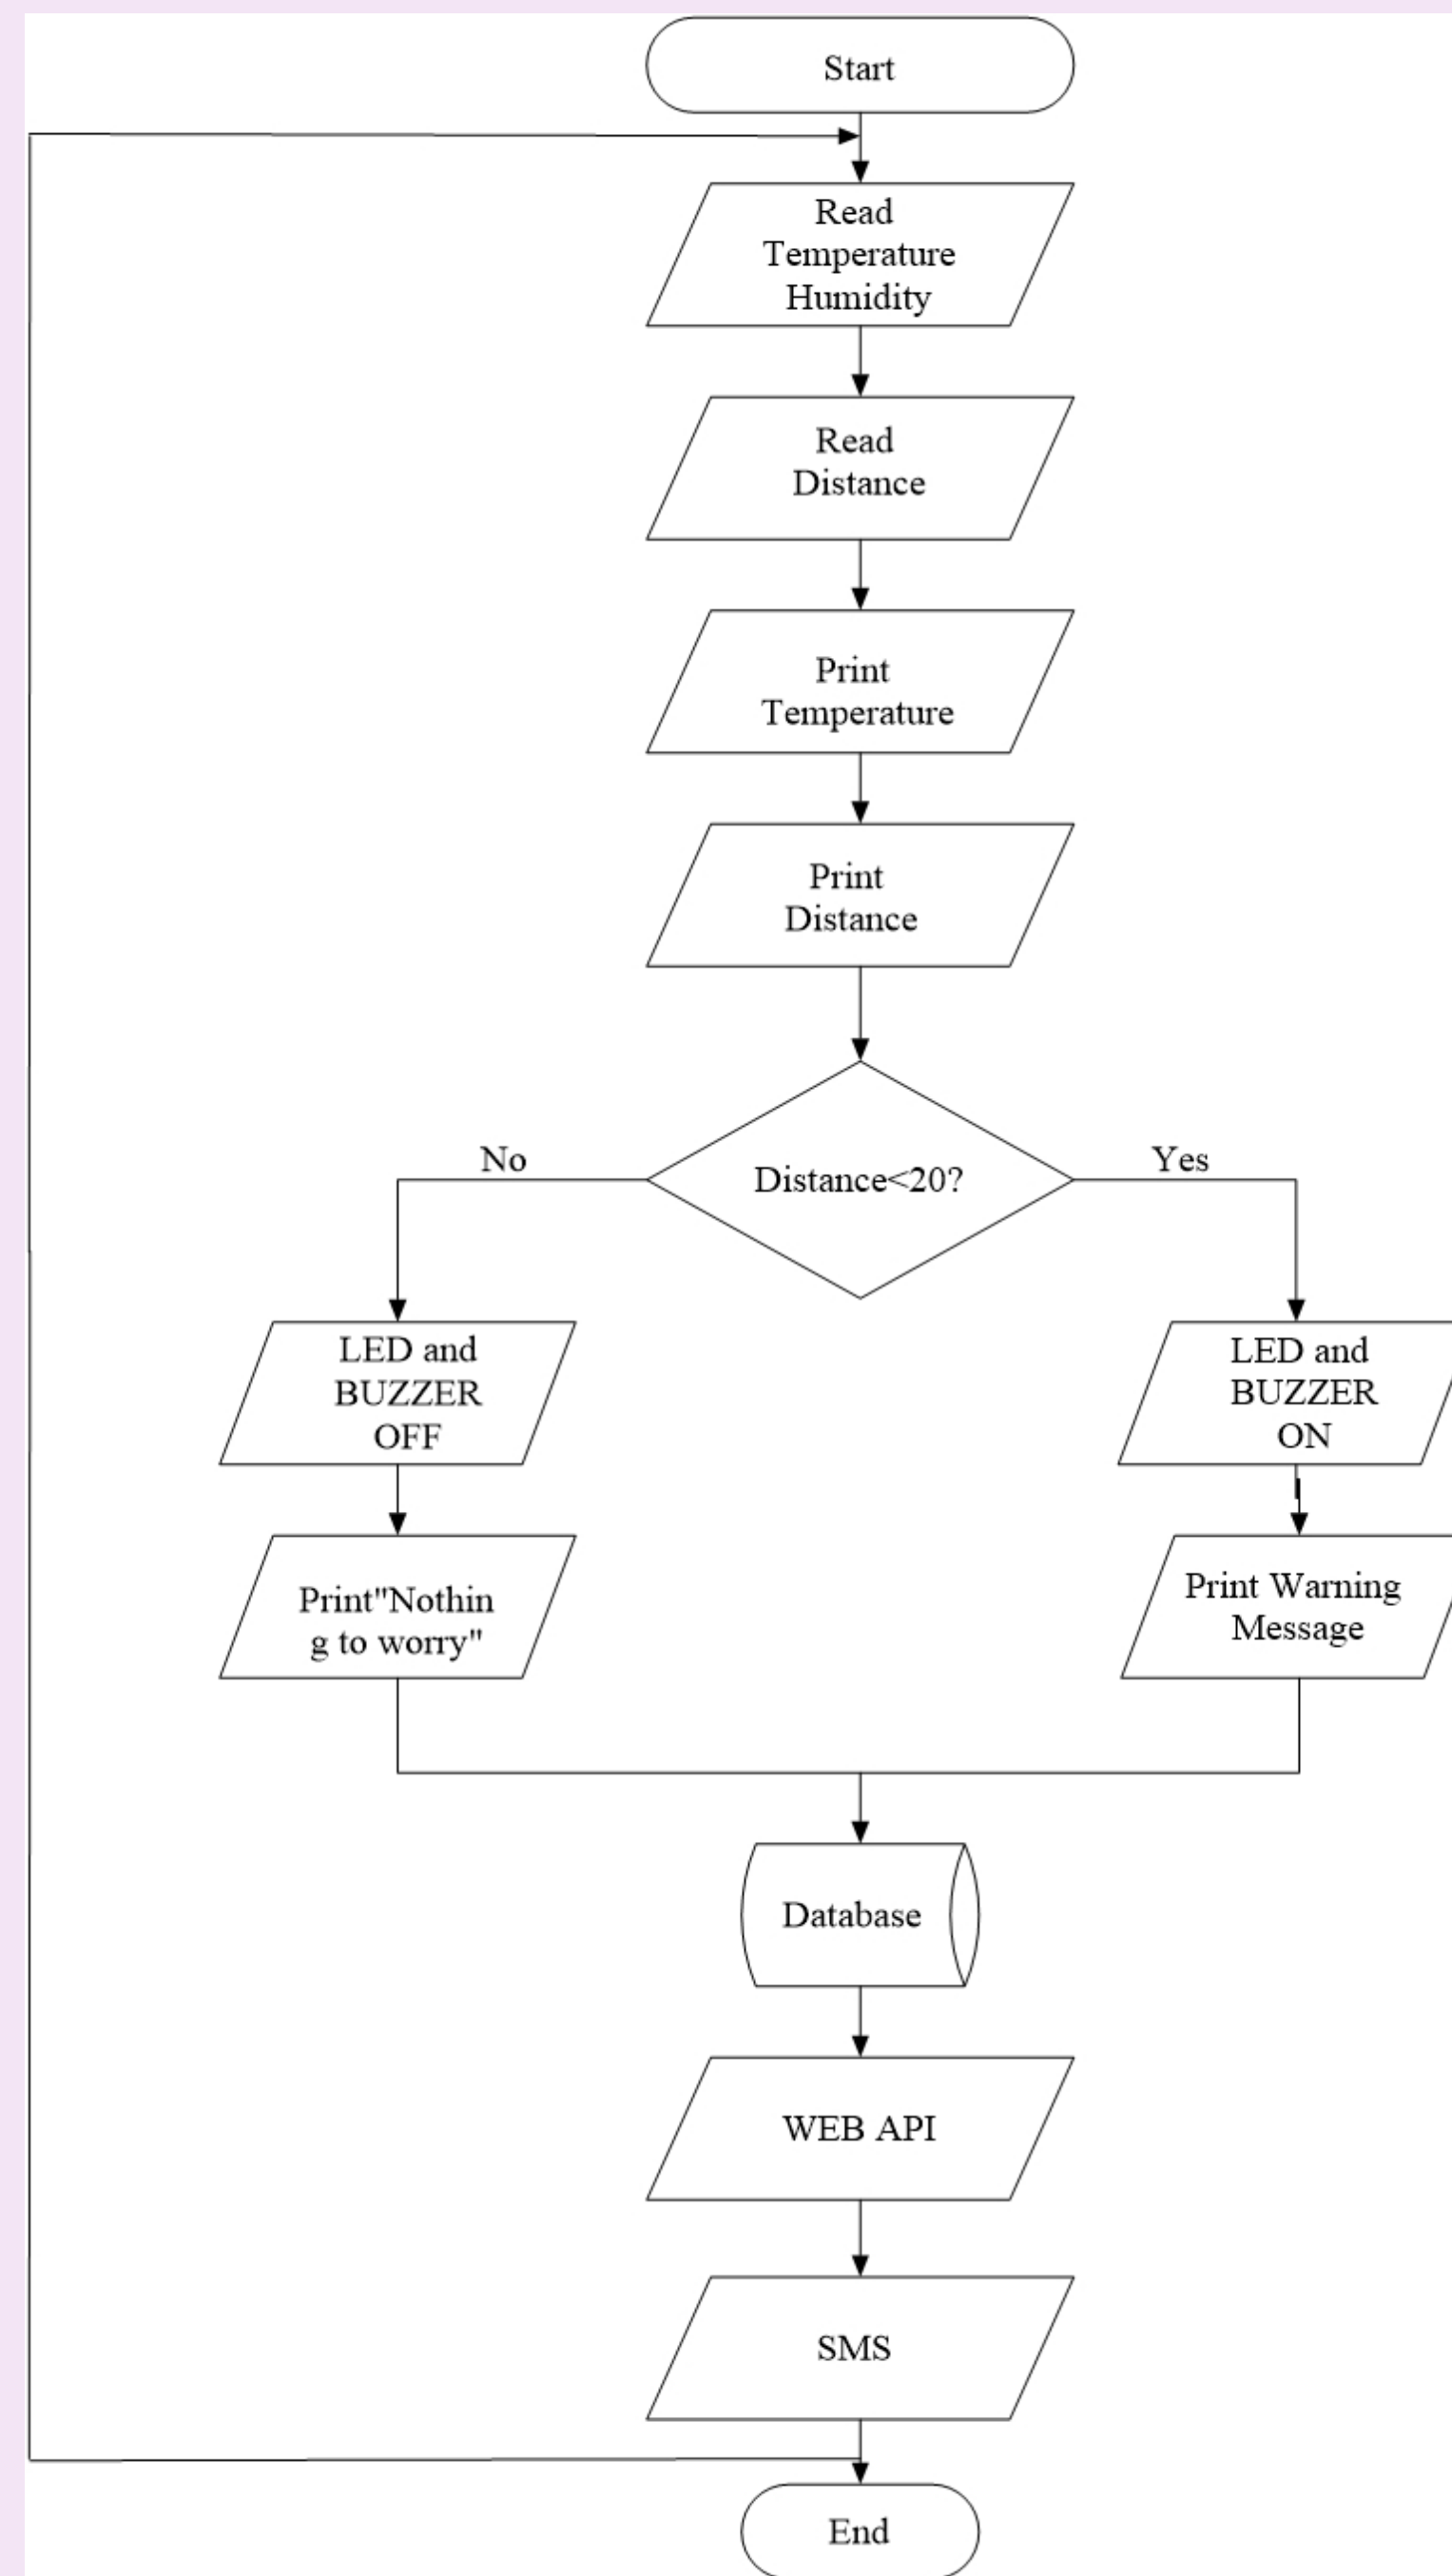 Start
Read
Temperature
Humidity
Read
Distance
Print
Temperature
Print
Distance
Distance<20?
No
Yes
LED and
BUZZER
OFF
LED and
BUZZER
ON
Print"Nothin
g to worry"
Print Warning
Message
Database
WEB API
SMS
End